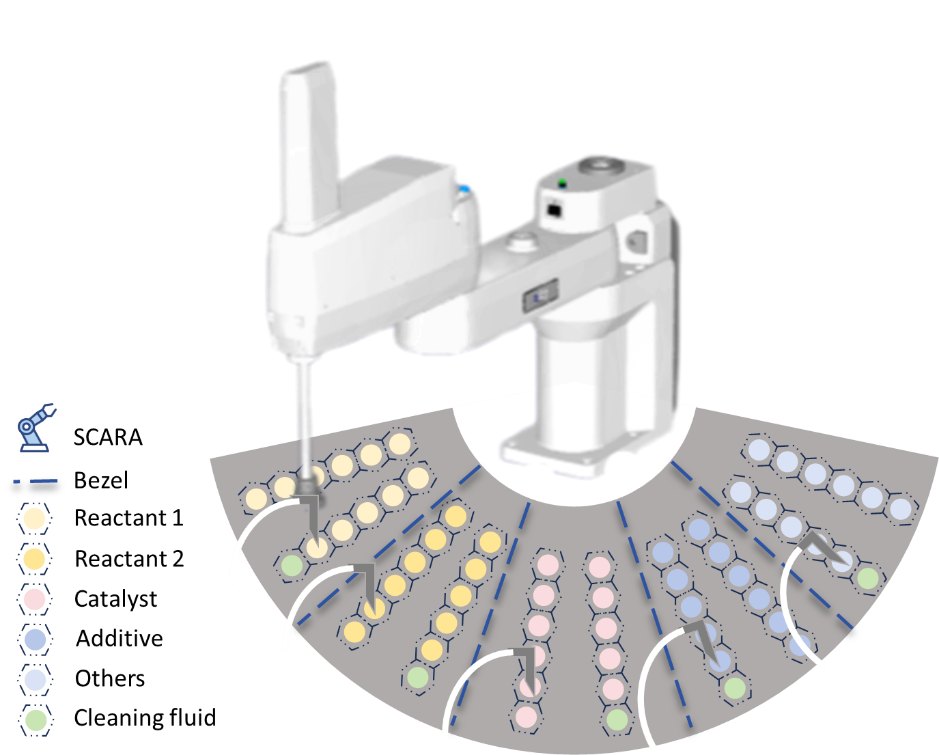 SCARA
Bezel
Reactant 1
Reactant 2
Catalyst
Additive
Others
Cleaning fluid